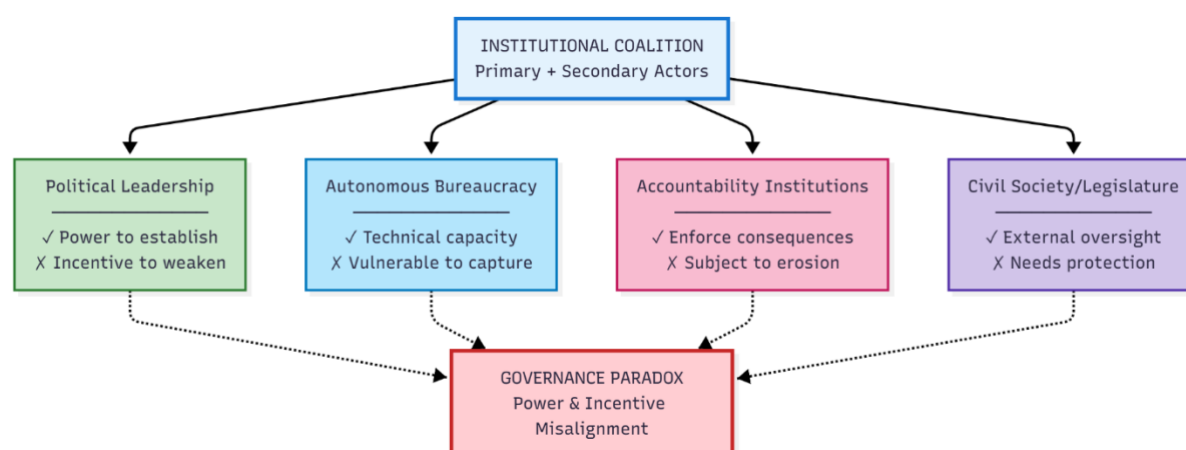 INSTITUTIONAL COALITION
Primary + Secondary Actors
Political Leadership
✓ Power to establish
✗ Incentive to weaken
Autonomous Bureaucracy
✓ Technical capacity
✗ Vulnerable to capture
Accountability Institutions
✓ Enforce consequences
✗ Subject to erosion
Civil Society/Legislature
✓ External oversight
✗ Needs protection
GOVERNANCE PARADOX
Power & Incentive
Misalignment